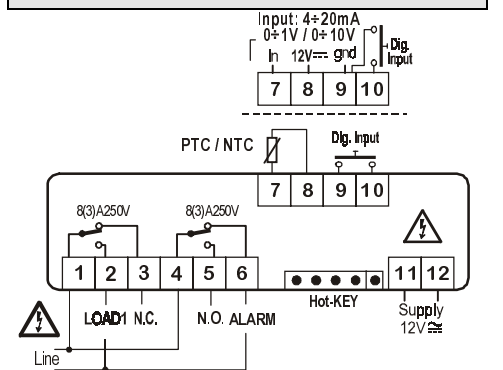 Input: 4÷20mA
0÷1V / 0÷10V
In 12V⎓ gnd
Dig.
Input
7 8 9 10
PTC / NTC
Dig. Input
7 8 9 10
8(3)A250V 8(3)A250V
1 2 3 4 5 6
11 12
Hot-KEY
LOAD1 N.C. N.O. ALARM
Supply
12V≅
Line